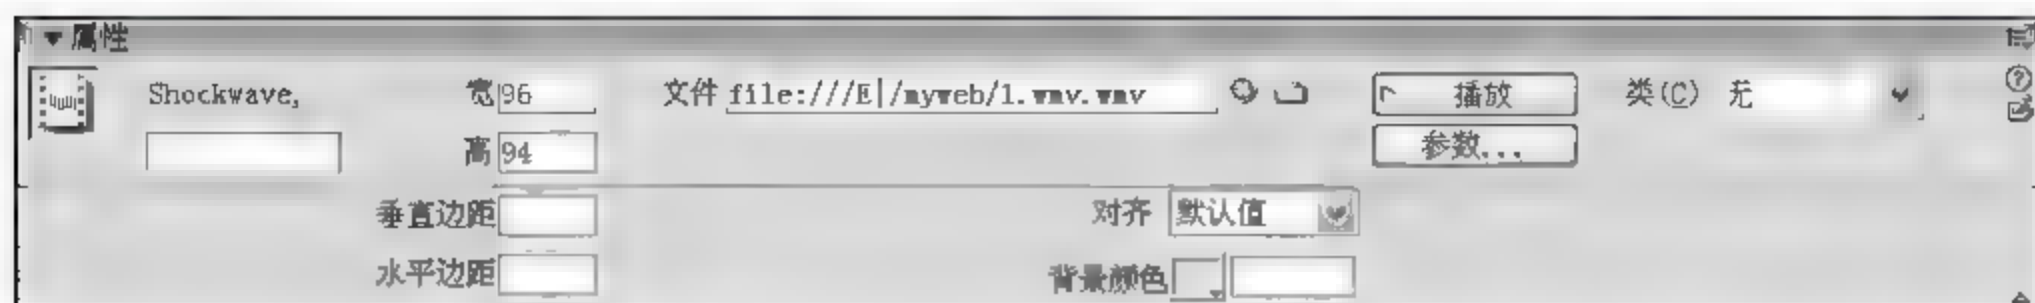 属性
Shockwave, 宽 96 文件 file:///E|/myweb/1.wmv.wmv 播放 类(C) 无
高 94 参数...
垂直边距 对齐 默认值
水平边距 背景颜色